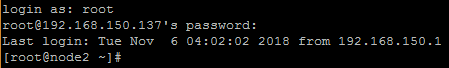 login as: root
root@192.168.150.137's password:
Last login: Tue Nov  6 04:02:02 2018 from 192.168.150.1
[root@node2 ~]#